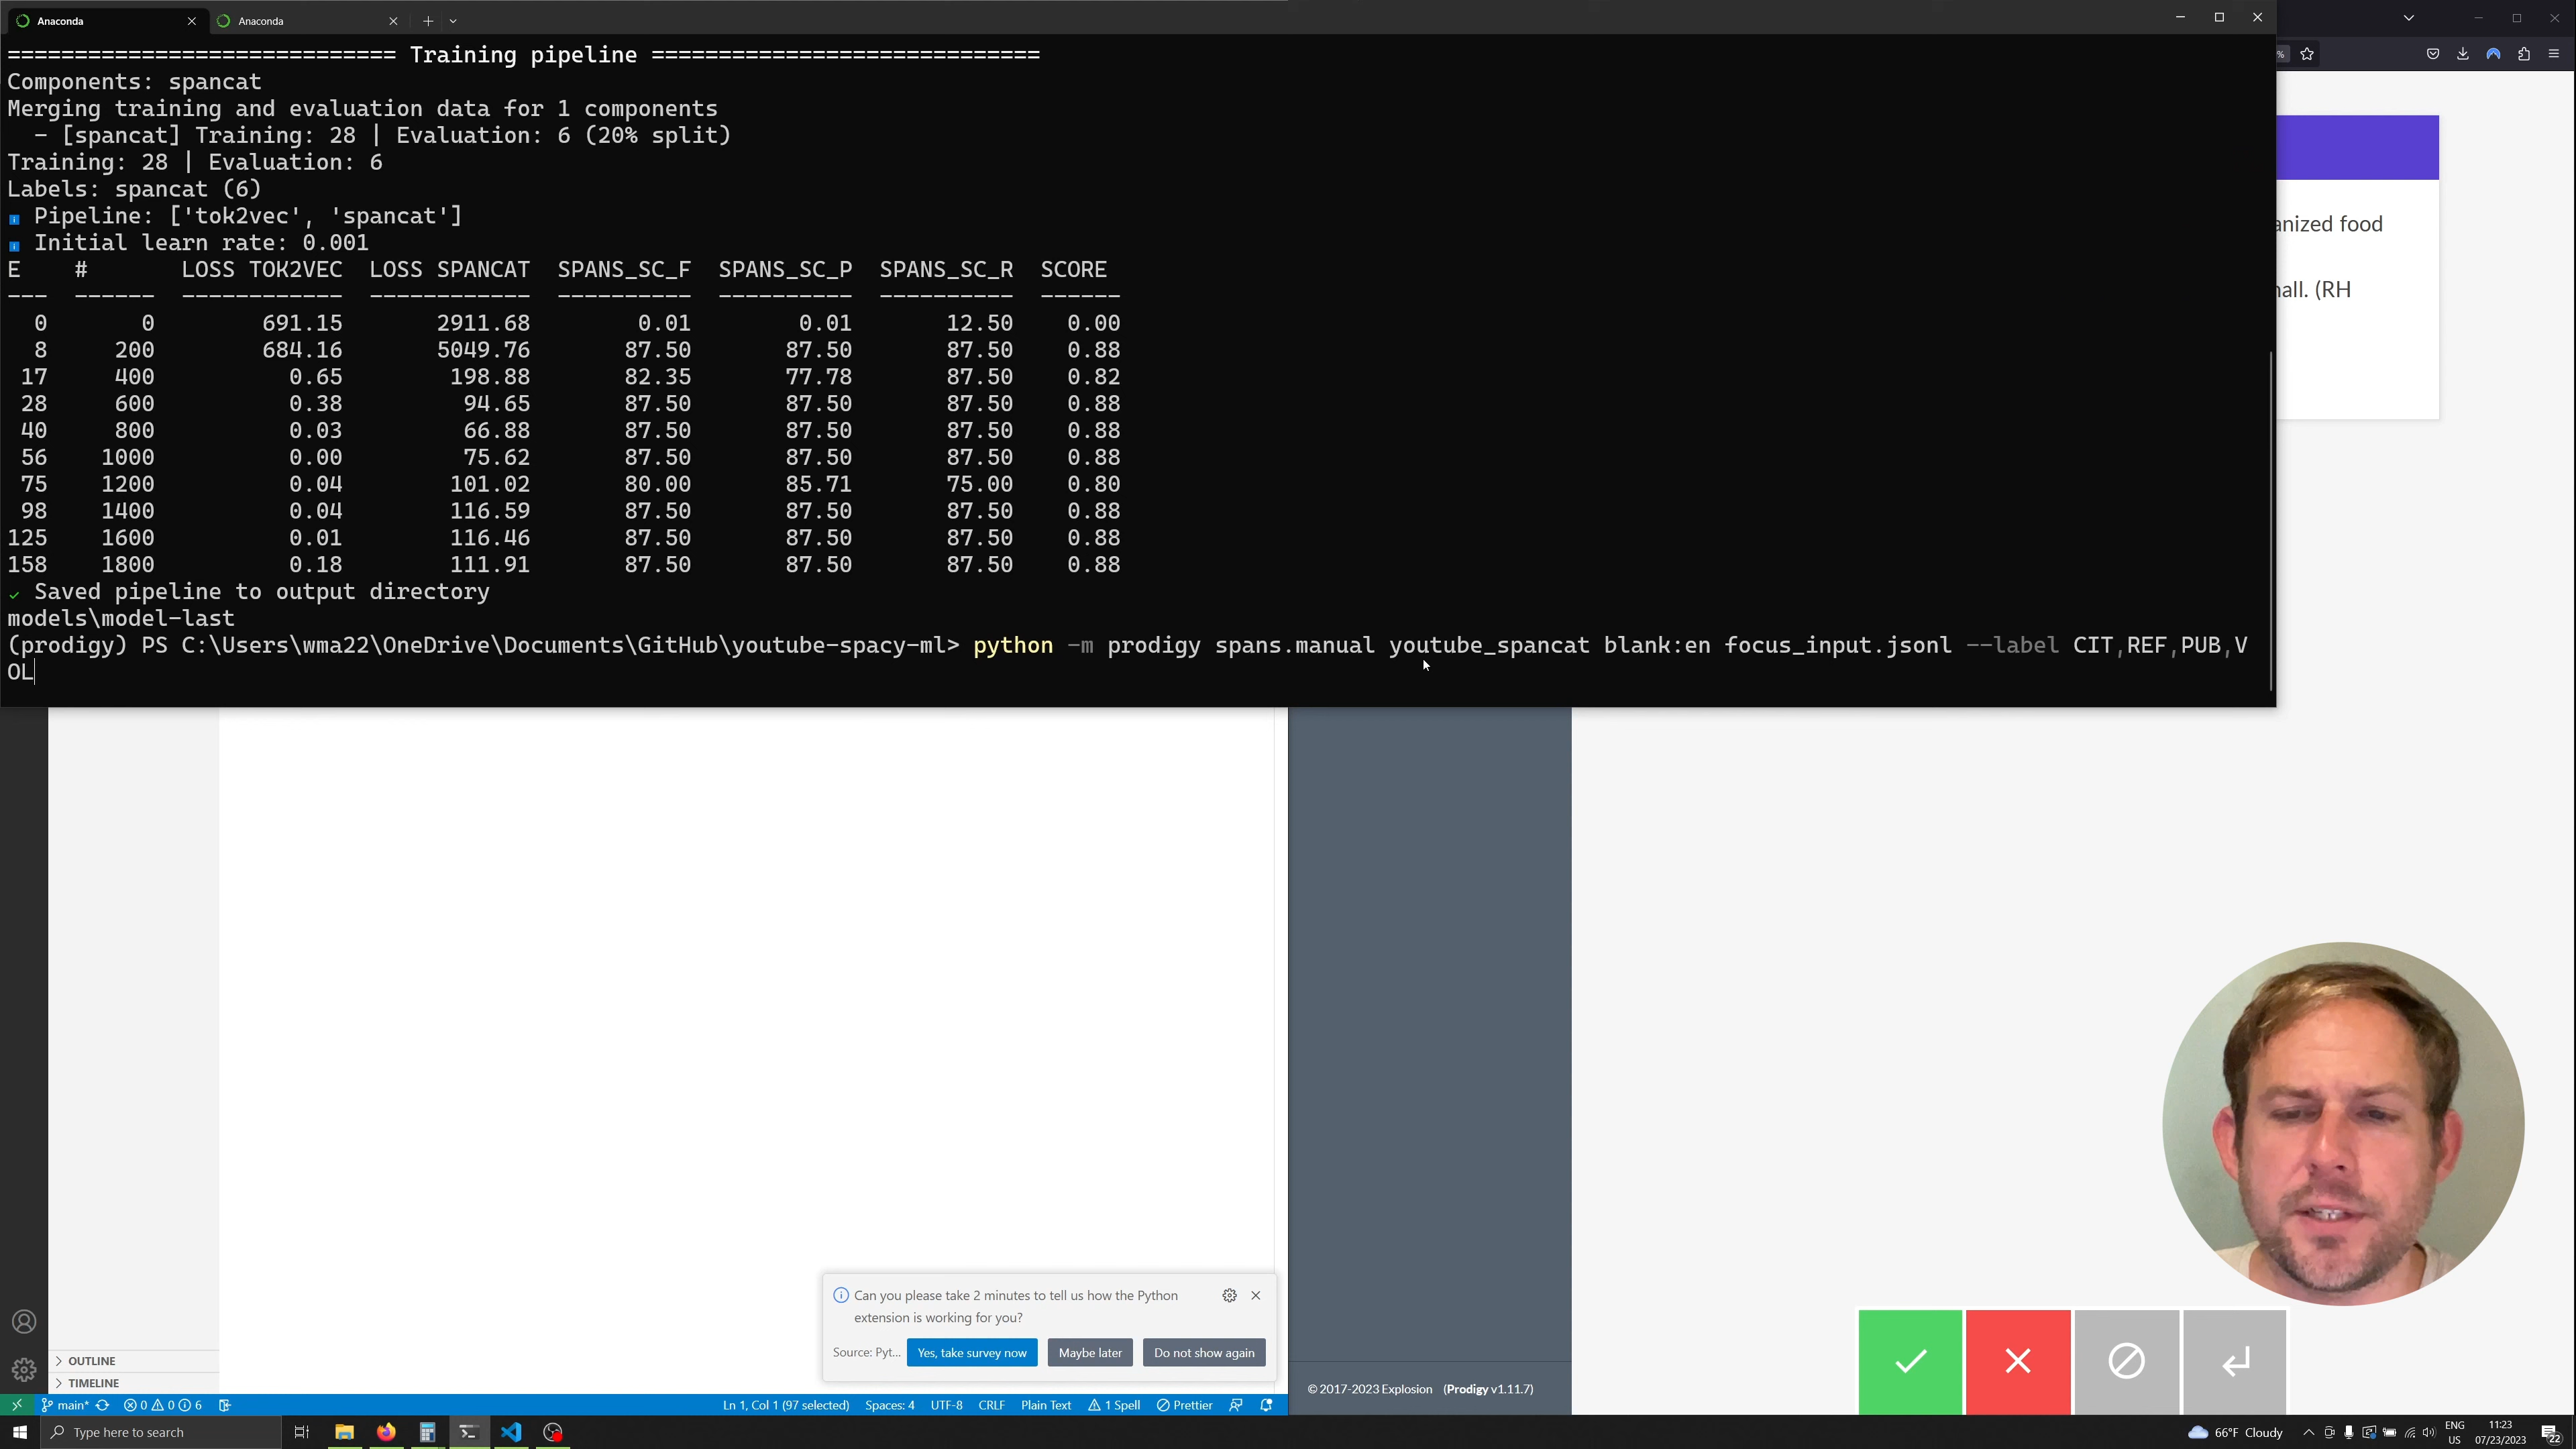 Anaconda
Anaconda
============================= Training pipeline =============================
Components: spancat
Merging training and evaluation data for 1 components
- [spancat] Training: 28 | Evaluation: 6 (20% split)
Training: 28 | Evaluation: 6
Labels: spancat (6)
Pipeline: ['tok2vec', 'spancat']
Initial learn rate: 0.001
E # LOSS TOK2VEC LOSS SPANCAT SPANS_SC_F SPANS_SC_P SPANS_SC_R SCORE
--- ------ ------------ ------------ ---------- ---------- ---------- ------
0 0 691.15 2911.68 0.01 0.01 12.50 0.00
8 200 684.16 5049.76 87.50 87.50 87.50 0.88
17 400 0.65 198.88 82.35 77.78 87.50 0.82
28 600 0.38 94.65 87.50 87.50 87.50 0.88
40 800 0.03 66.88 87.50 87.50 87.50 0.88
56 1000 0.00 75.62 87.50 87.50 87.50 0.88
75 1200 0.04 101.02 80.00 85.71 75.00 0.80
98 1400 0.04 116.59 87.50 87.50 87.50 0.88
125 1600 0.01 116.46 87.50 87.50 87.50 0.88
158 1800 0.18 111.91 87.50 87.50 87.50 0.88
✓ Saved pipeline to output directory
models\model-last
(prodigy) PS C:\Users\wma22\OneDrive\Documents\GitHub\youtube-spacy-ml> python -m prodigy spans.manual youtube_spancat blank:en focus_input.jsonl --label CIT,REF,PUB,V
OL
%
anized food
all. (RH
Can you please take 2 minutes to tell us how the Python
extension is working for you?
Source: Pyt...
Yes, take survey now
Maybe later
Do not show again
OUTLINE
TIMELINE
© 2017-2023 Explosion (Prodigy v1.11.7)
main* 0 0 6
Ln 1, Col 1 (97 selected) Spaces: 4 UTF-8 CRLF Plain Text 1 Spell Prettier
Type here to search
66°F Cloudy
ENG
US
11:23
07/23/2023
22